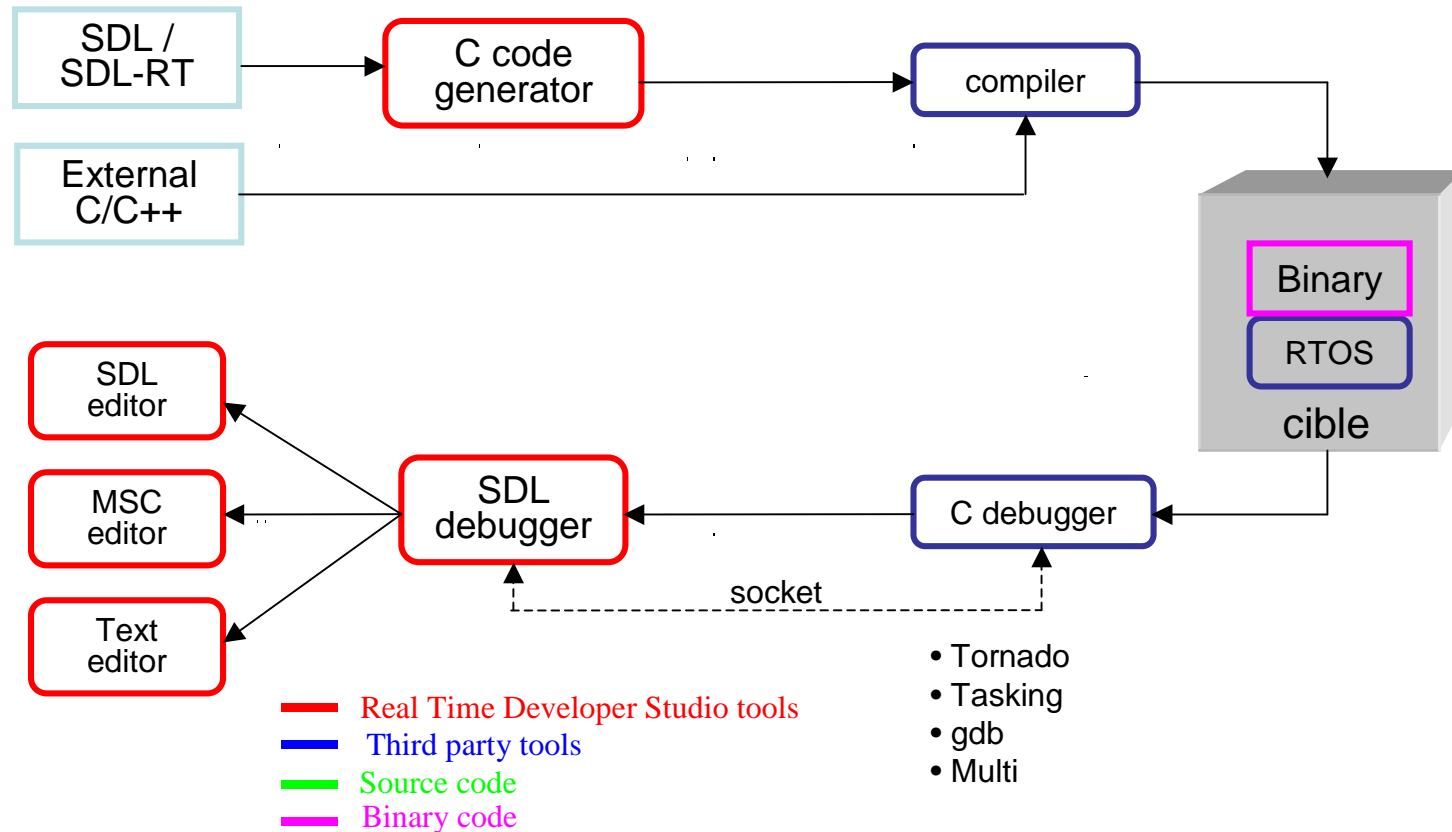 SDL /
SDL-RT
C code
generator
compiler
External
C/C++
Binary
RTOS
cible
SDL
editor
MSC
editor
Text
editor
SDL
debugger
C debugger
socket
• Tornado
• Tasking
• gdb
• Multi
Real Time Developer Studio tools
Third party tools
Source code
Binary code